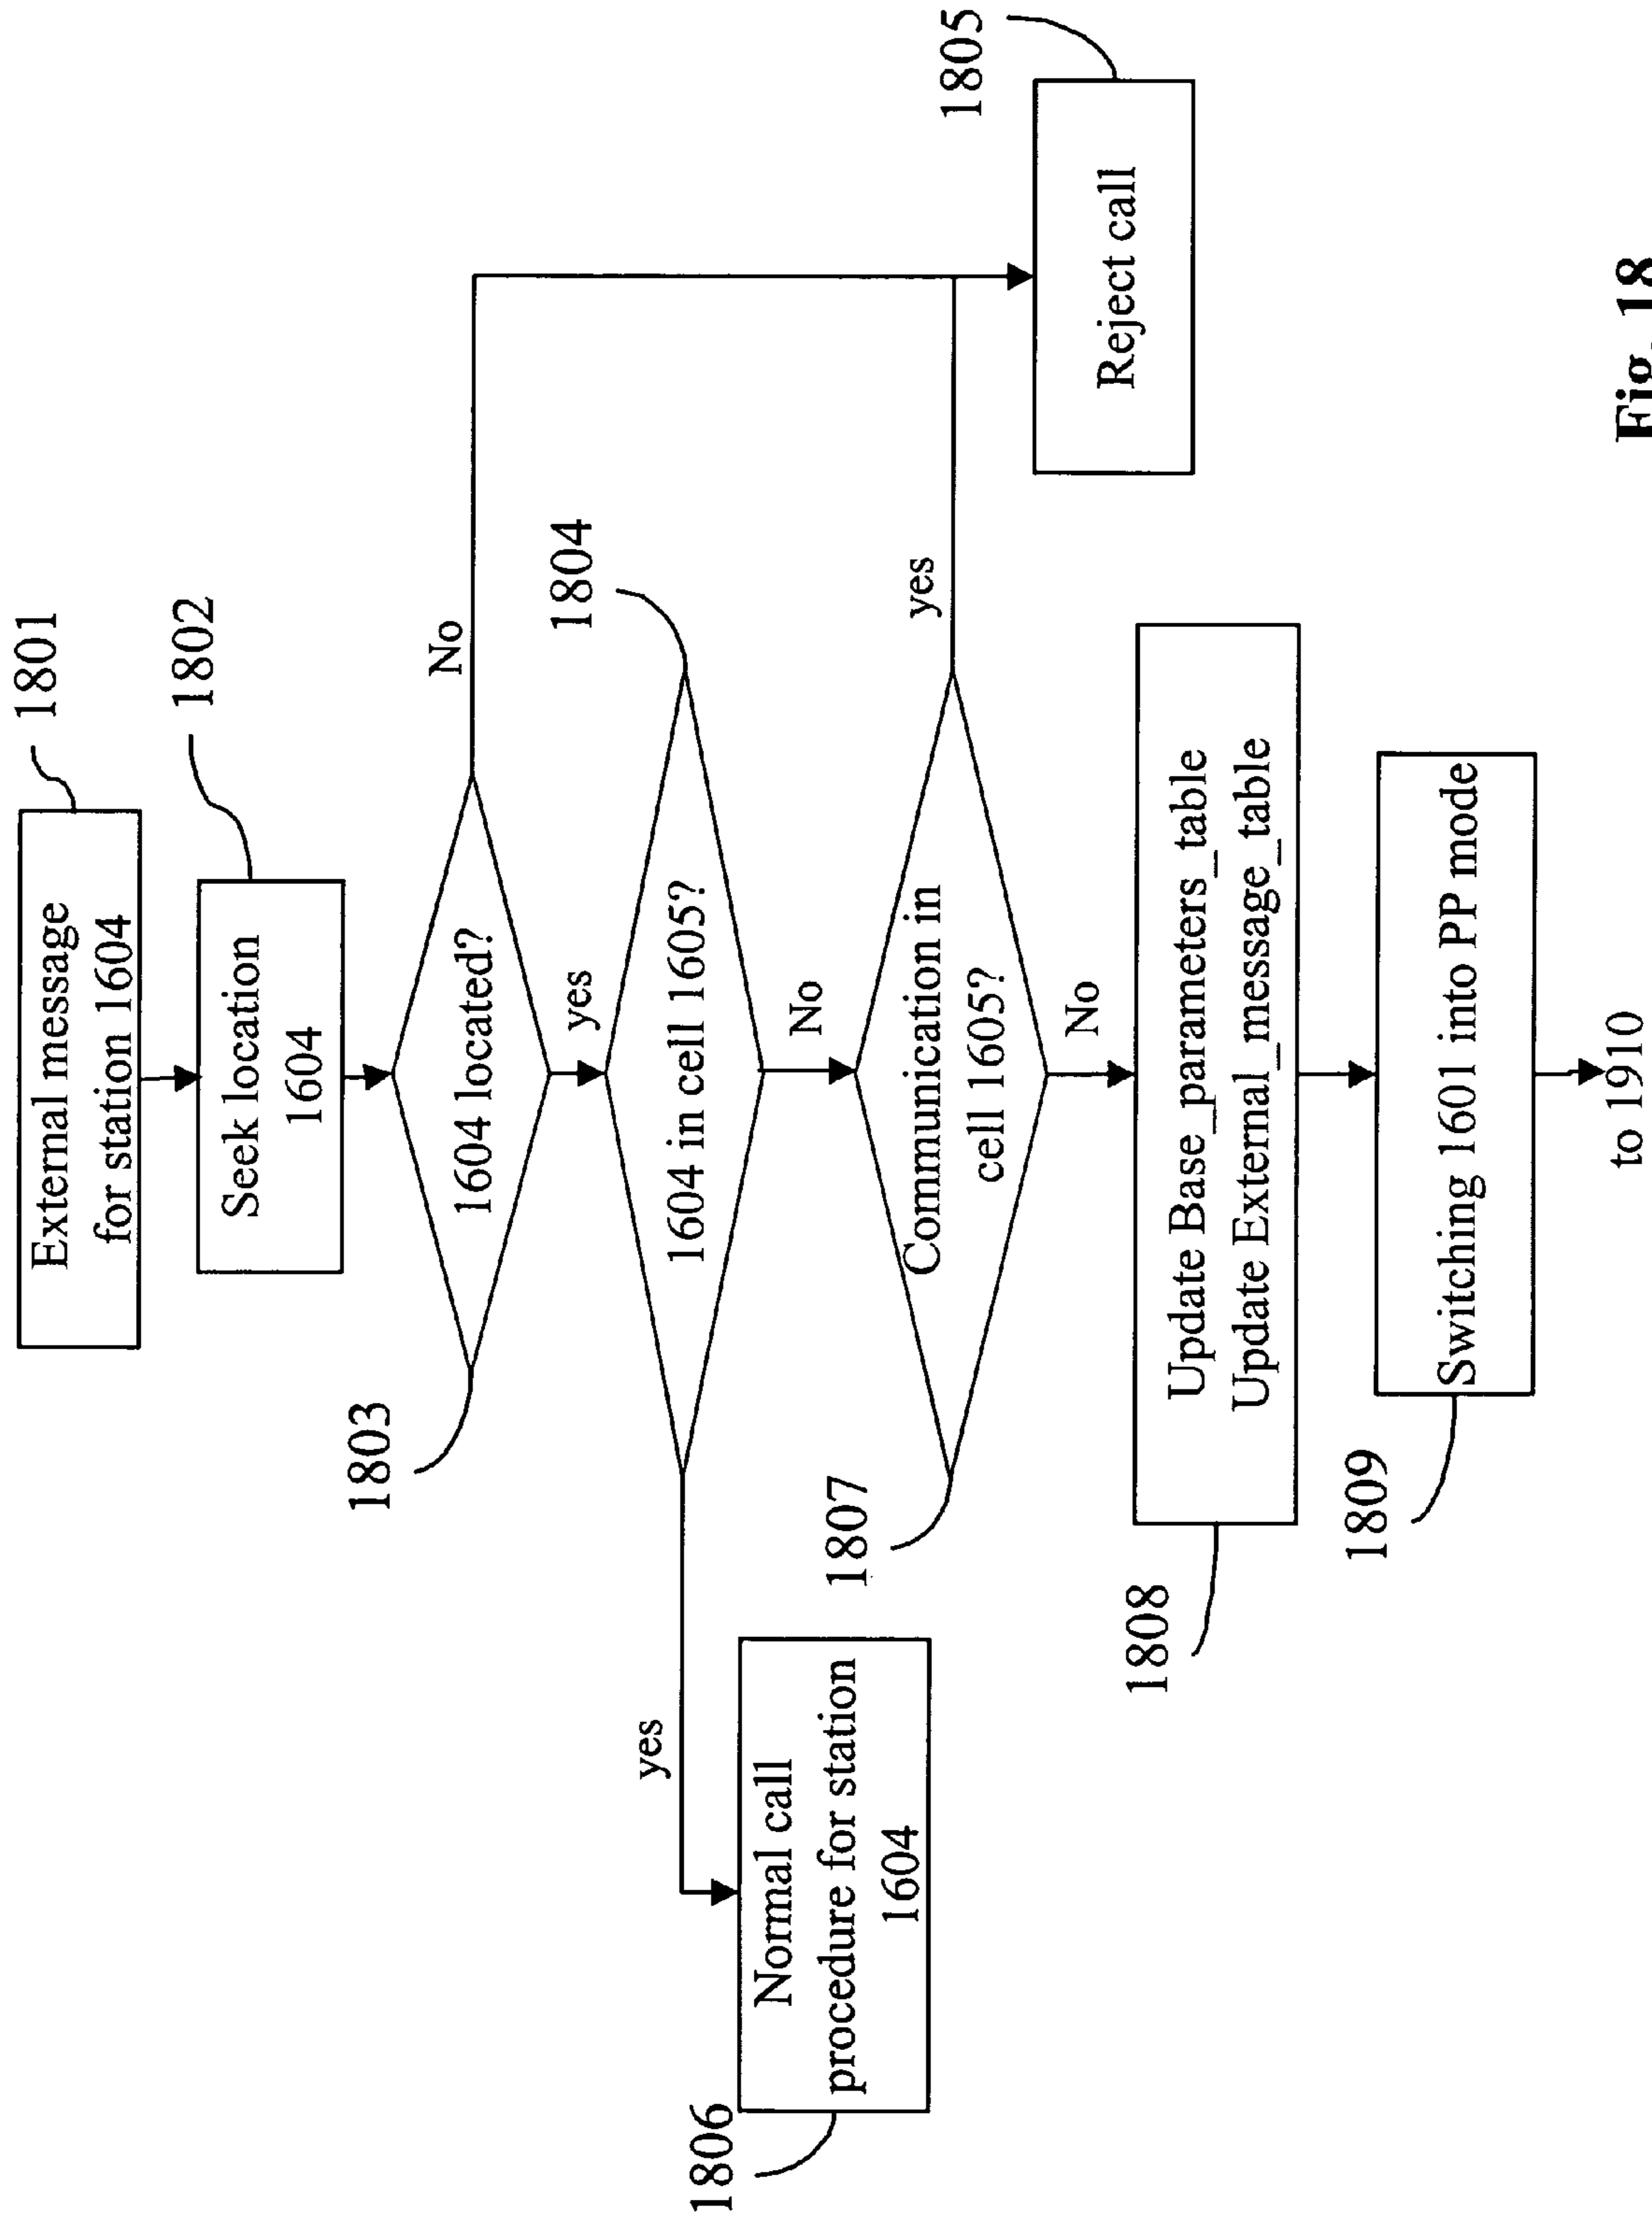 External message
for station 1604
1801
Seek location
1604
1802
1604 located?
1803
No
yes
1604 in cell 1605?
1804
yes
No
Normal call
procedure for station
1604
1806
Communication in
cell 1605?
1807
yes
No
Reject call
1805
Update Base_parameters_table
Update External_message_table
1808
Switching 1601 into PP mode
1809
to 1910
Fig. 18